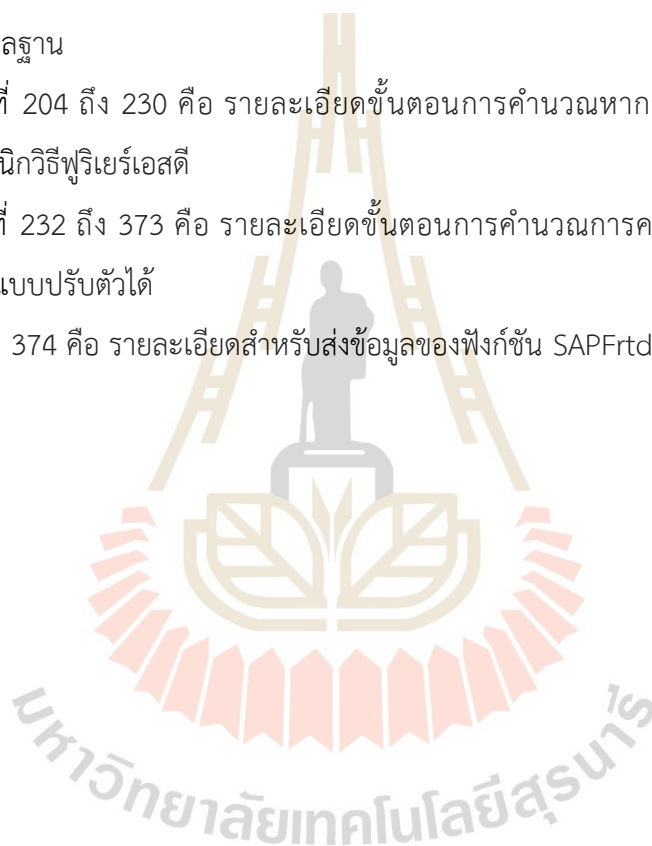 ลฐาน
ที่ 204 ถึง 230 คือ รายละเอียดขั้นตอนการคำนวณหาก
นิกวิธีฟูริเยร์เอสดี
ที่ 232 ถึง 373 คือ รายละเอียดขั้นตอนการคำนวณการค
แบบปรับตัวได้
374 คือ รายละเอียดสำหรับส่งข้อมูลของฟังก์ชัน SAPFrtd
มหาวิทยาลัยเทคโนโลยีสุรนารี